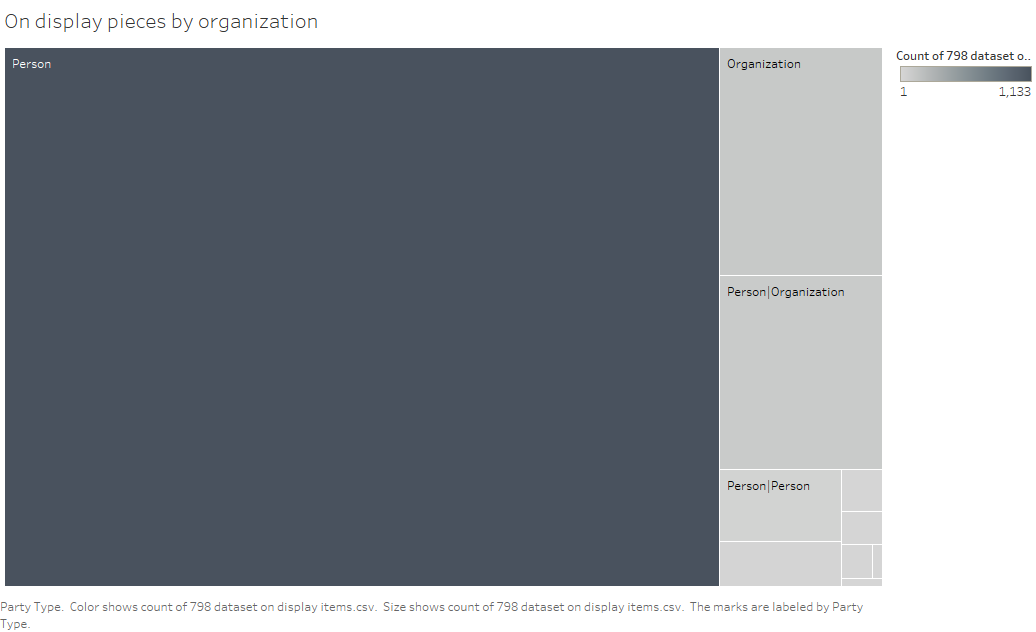 On display pieces by organization
Person
Organization
Count of 798 dataset o..
1 1,133
Person|Organization
Person|Person
Party Type. Color shows count of 798 dataset on display items.csv. Size shows count of 798 dataset on display items.csv. The marks are labeled by Party
Type.